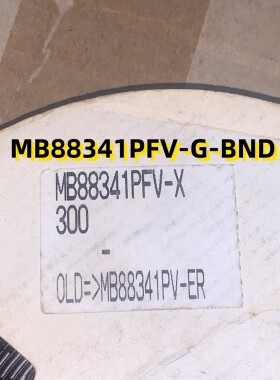 MB88341PFV-G-BND
MB88341PFV-X
300
-
OLD=>MB88341PV-ER